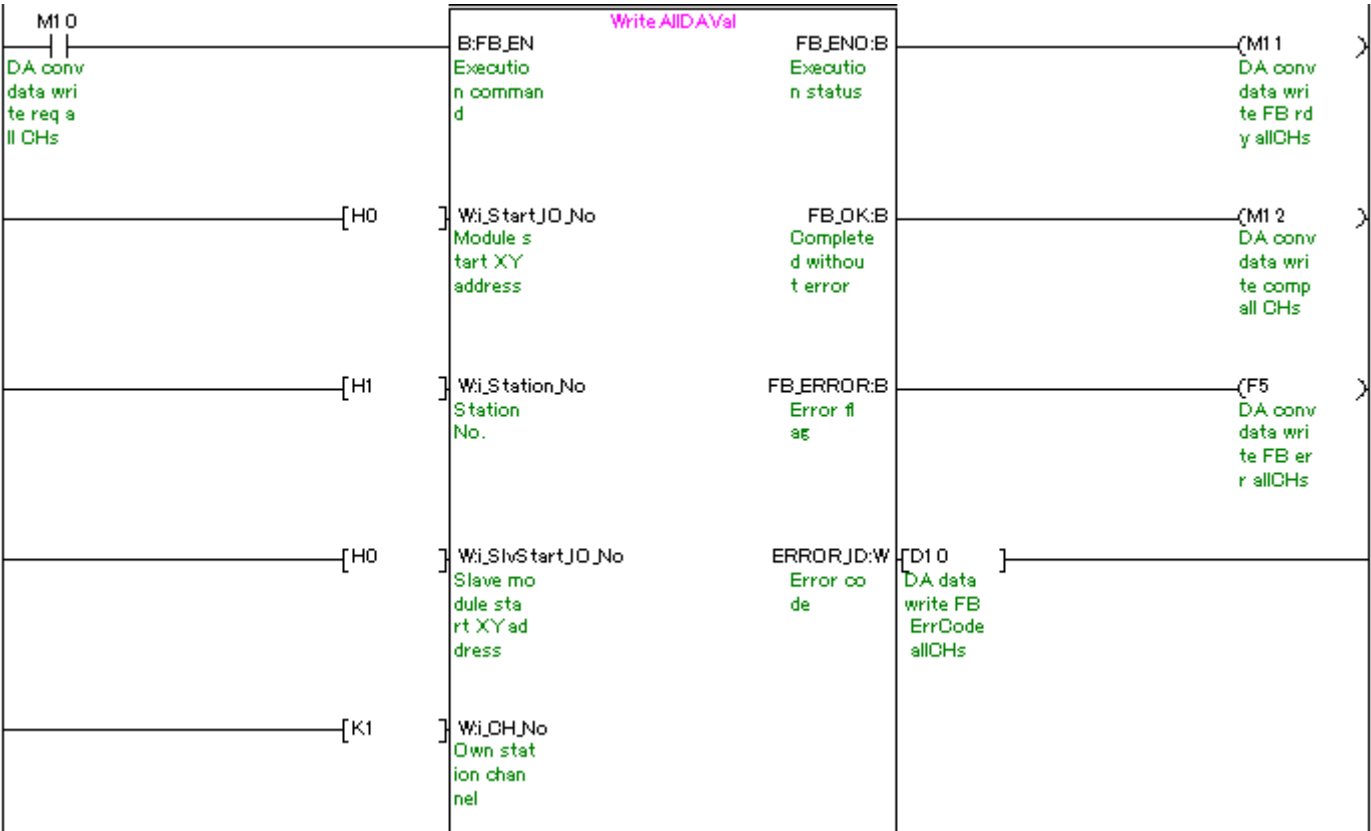 Write AllDAVal
M10
B:FB_EN
FB_ENO:B
(M11 )
DA conv
data wri
te req a
ll CHs
Executio
n comman
d
Executio
n status
DA conv
data wri
te FB rd
y allCHs
[H0 ]
W:i_Start_IO_No
FB_OK:B
(M12 )
Module s
tart XY
address
Complete
d withou
t error
DA conv
data wri
te comp
all CHs
[H1 ]
W:i_Station_No
FB_ERROR:B
(F5 )
Station
No.
Error fl
ag
DA conv
data wri
te FB er
r allCHs
[H0 ]
W:i_SlvStart_IO_No
ERROR_ID:W
[D10 ]
Slave mo
dule sta
rt XY ad
dress
Error co
de
DA data
write FB
ErrCode
allCHs
[K1 ]
W:i_CH_No
Own stat
ion chan
nel